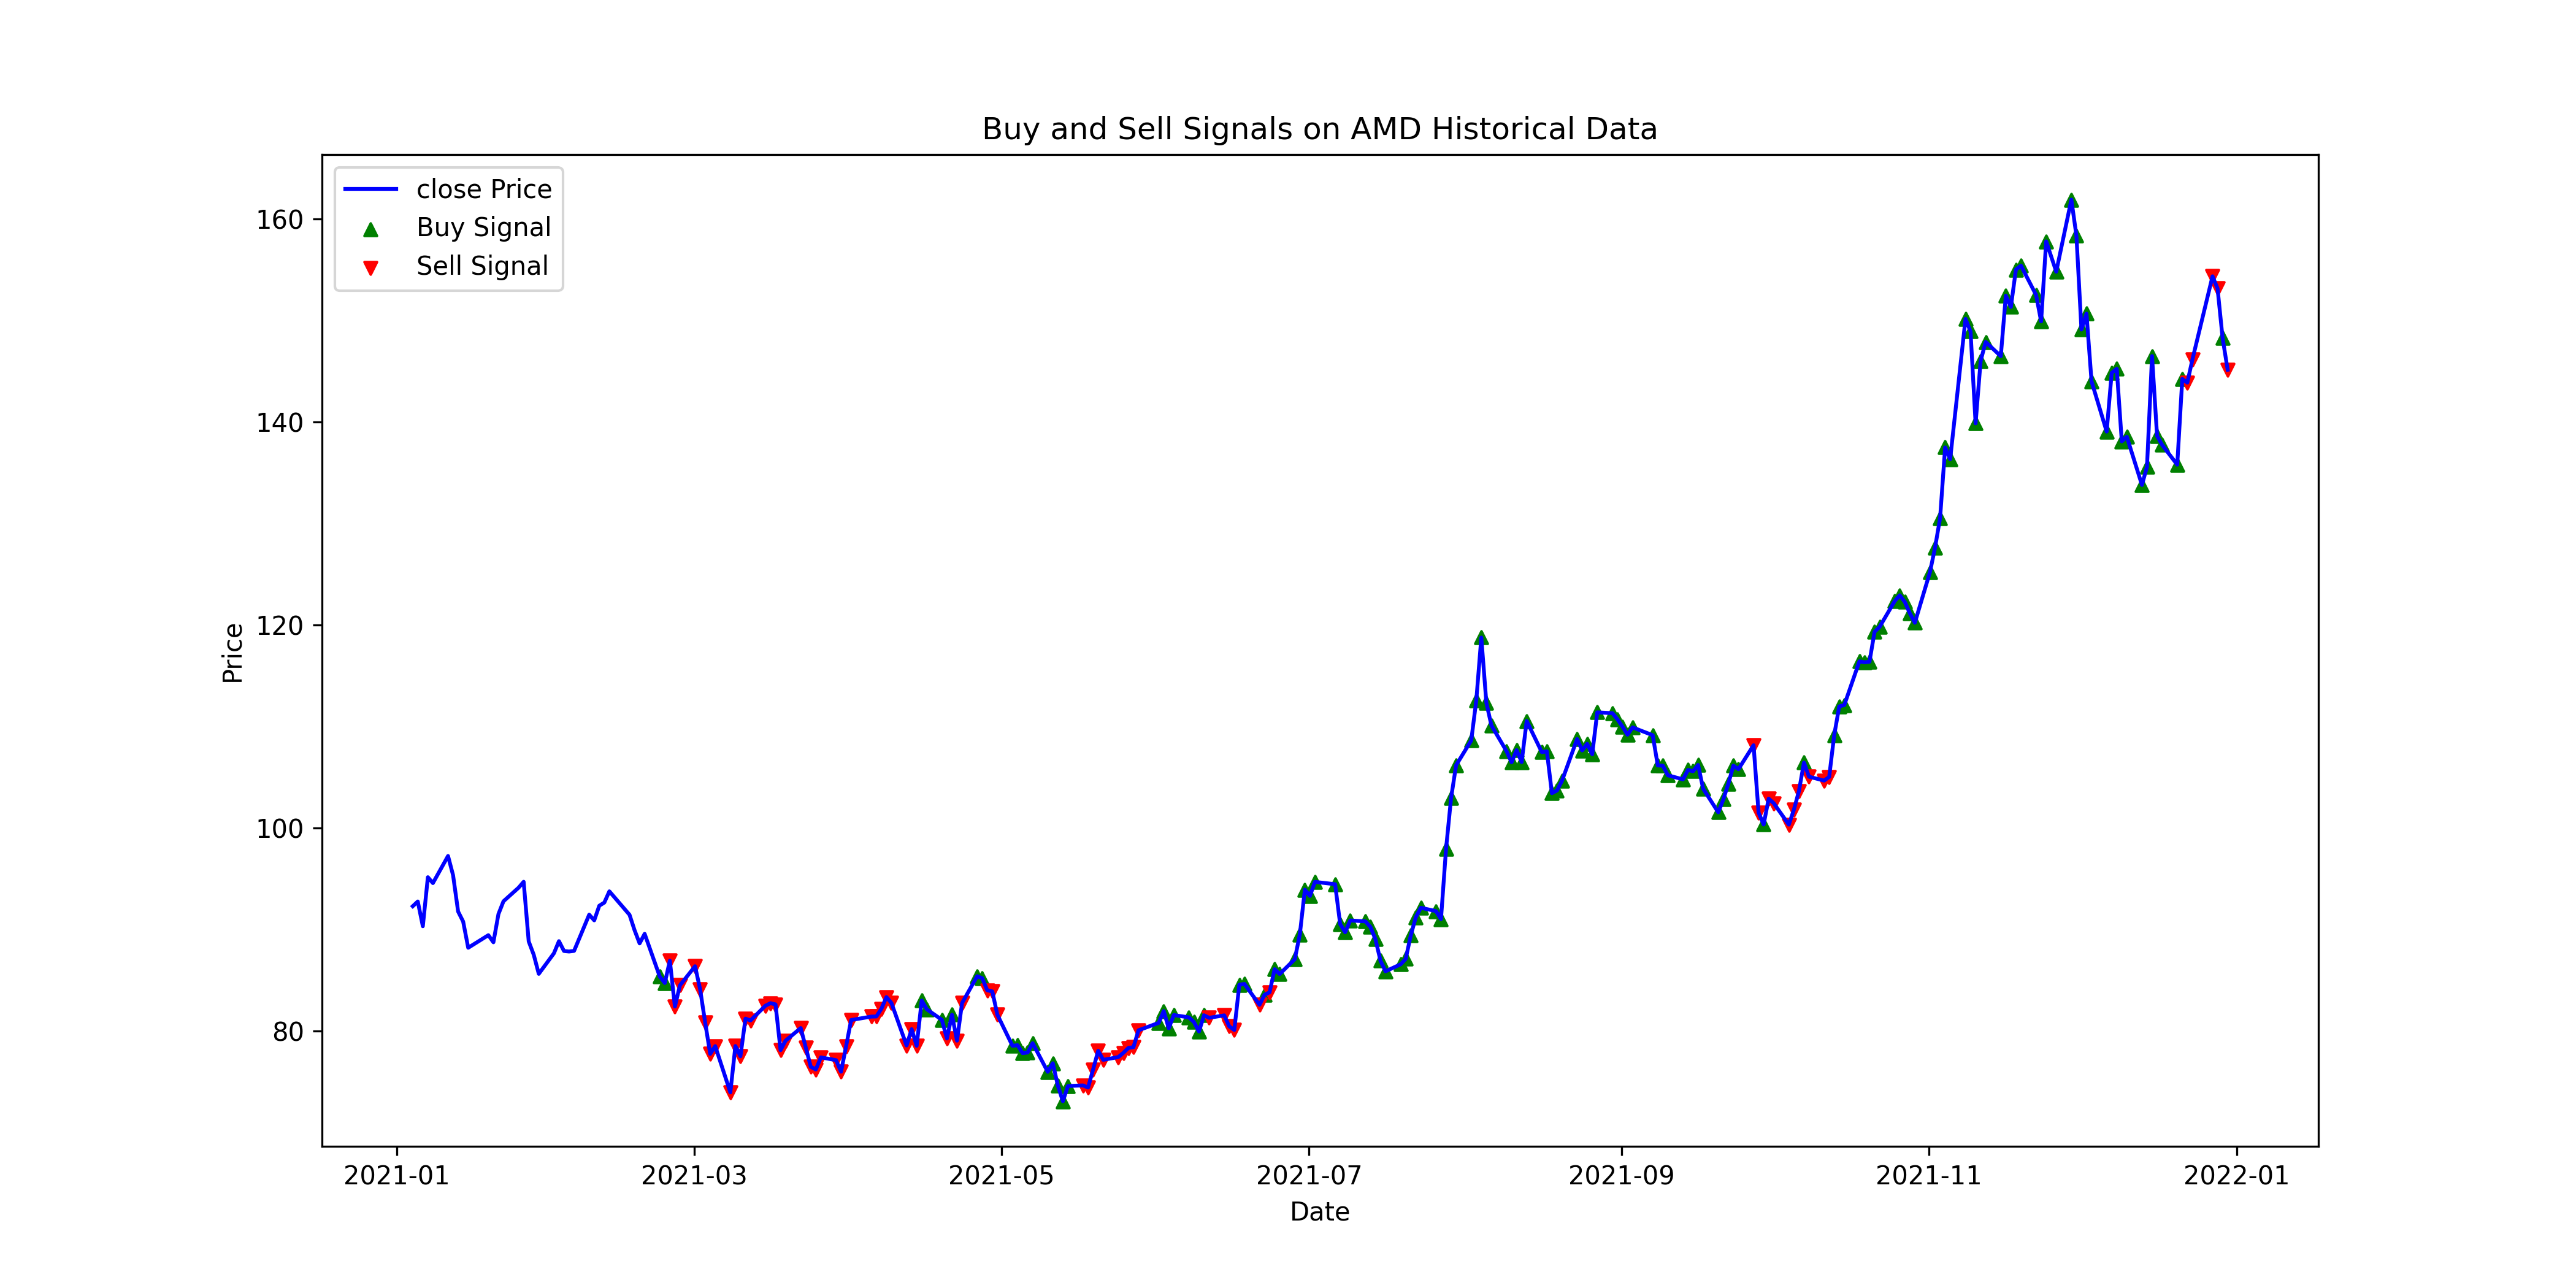 Buy and Sell Signals on AMD Historical Data
close Price
Buy Signal
Sell Signal
Price
160
140
120
100
80
2021-01 2021-03 2021-05 2021-07 2021-09 2021-11 2022-01
Date